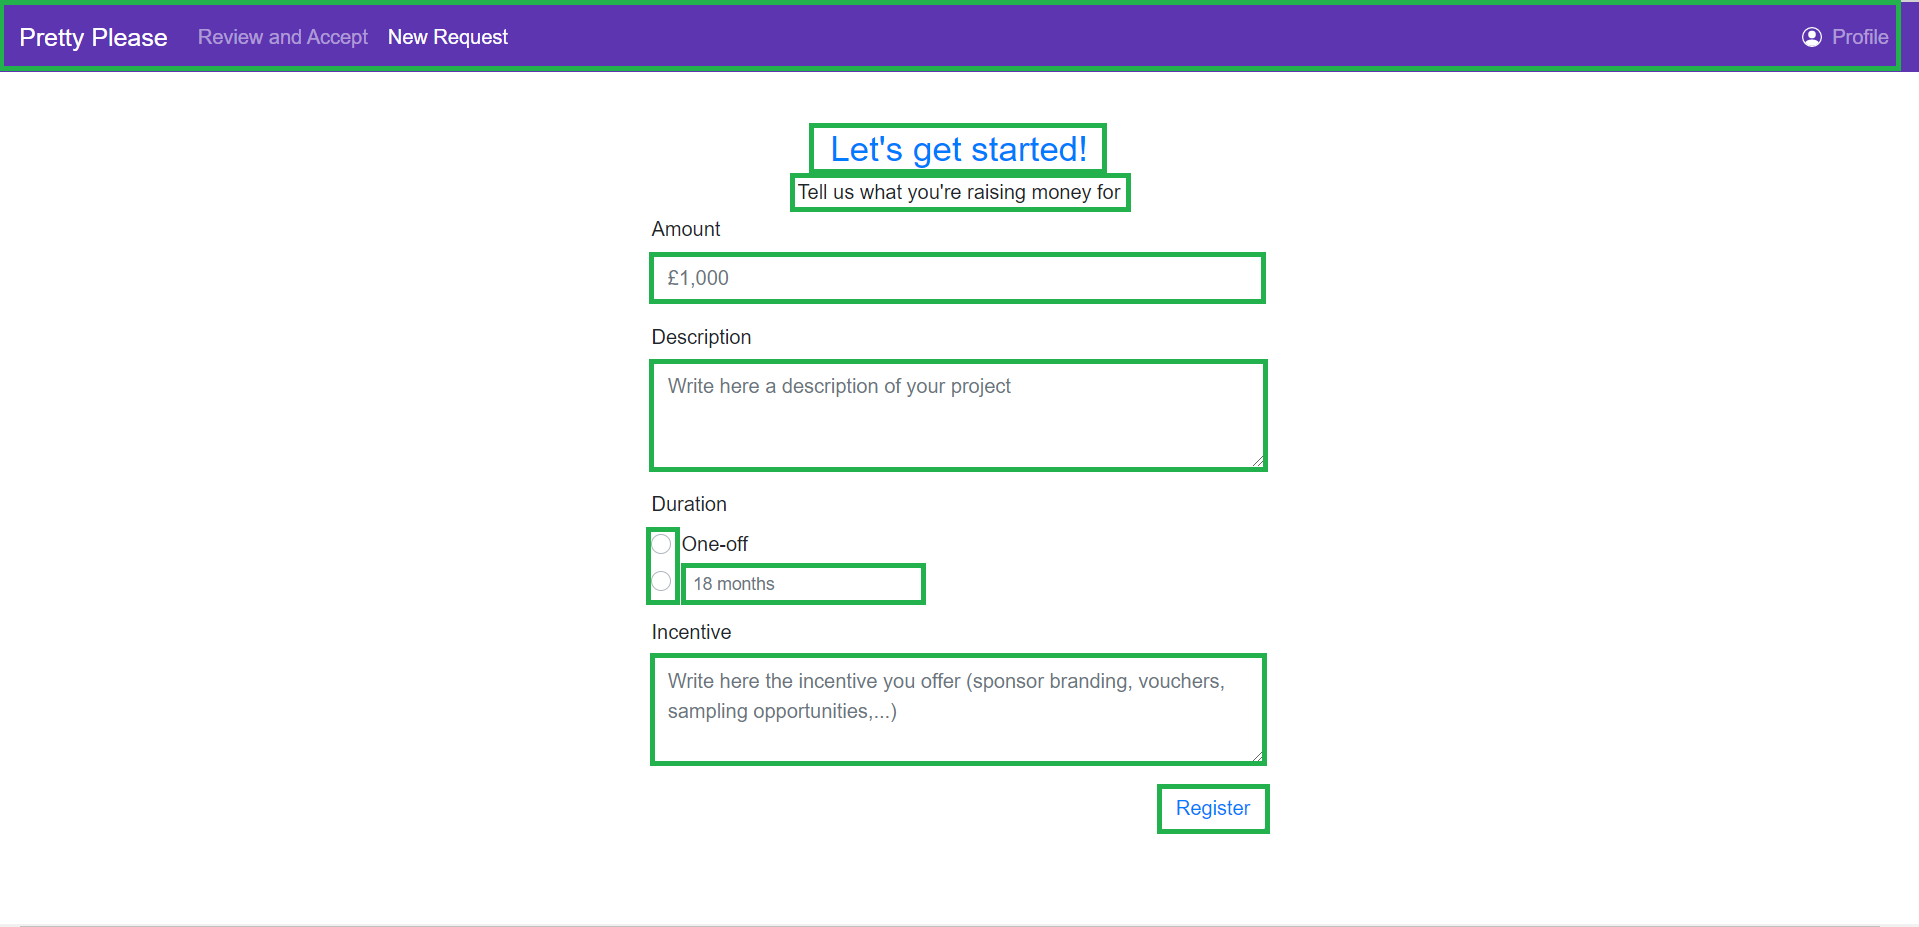 Pretty Please Review and Accept New Request Profile
Let's get started!
Tell us what you're raising money for
Amount
£1,000
Description
Write here a description of your project
Duration
One-off
18 months
Incentive
Write here the incentive you offer (sponsor branding, vouchers,
sampling opportunities,...)
Register